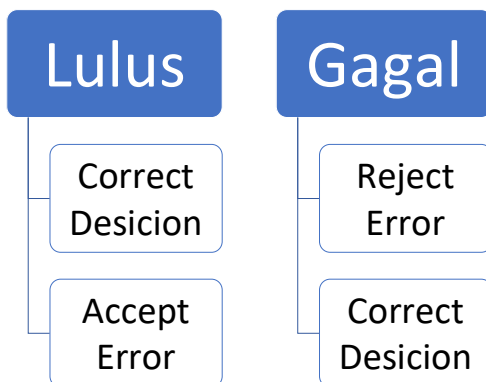 Lulus
Correct
Desicion
Accept
Error
Gagal
Reject
Error
Correct
Desicion